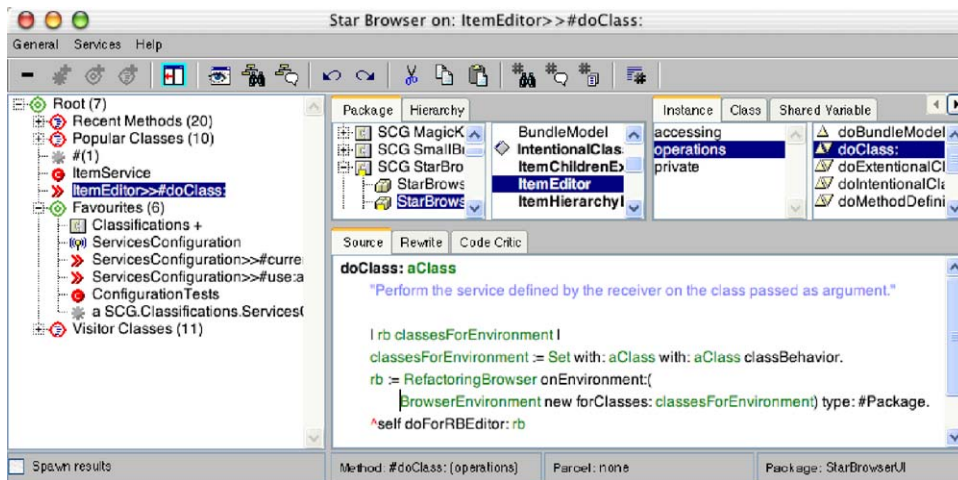 Star Browser on: ItemEditor>>#doClass:
General Services Help
Root (7)
Recent Methods (20)
Popular Classes (10)
#(1)
ItemService
ItemEditor>>#doClass:
Favourites (6)
Classifications +
ServicesConfiguration
ServicesConfiguration>>#curre
ServicesConfiguration>>#use:a
ConfigurationTests
a SCG.Classifications.Services
Visitor Classes (11)
Spawn results
Package Hierarchy
SCG MagicK
SCG SmallB
SCG StarBro
StarBrows
StarBrows
BundleModel
IntentionalClas
ItemChildrenEx
ItemEditor
ItemHierarchyI
Instance Class Shared Variable
accessing
operations
private
doBundleModel
doClass:
doExtentionalCl
doIntentionalCla
doMethodDefini
Source Rewrite Code Critic
doClass: aClass
"Perform the service defined by the receiver on the class passed as argument."
| rb classesForEnvironment |
classesForEnvironment := Set with: aClass with: aClass classBehavior.
rb := RefactoringBrowser onEnvironment:(
BrowserEnvironment new forClasses: classesForEnvironment) type: #Package.
^self doForRBEditor: rb
Method: #doClass: (operations)
Parcel: none
Package: StarBrowserUI